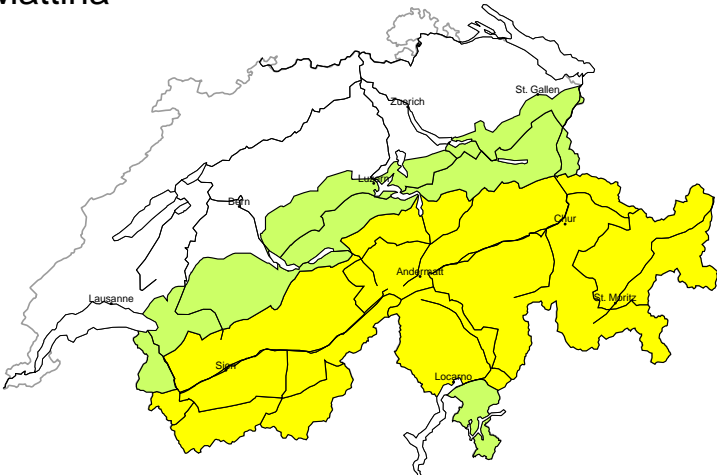 Mattina
St. Gallen
Zuerich
Luzern
Bern
Chur
Andermatt
Lausanne
St. Moritz
Sion
Locarno